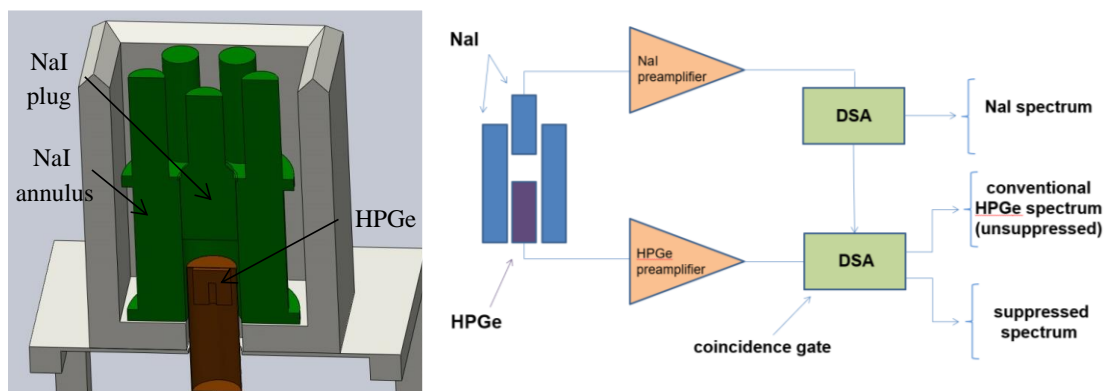 NaI
plug
NaI
annulus
HPGe
NaI
NaI
preamplifier
DSA
NaI spectrum
conventional
HPGe spectrum
(unsuppressed)
HPGe
preamplifier
DSA
HPGe
coincidence gate
suppressed
spectrum